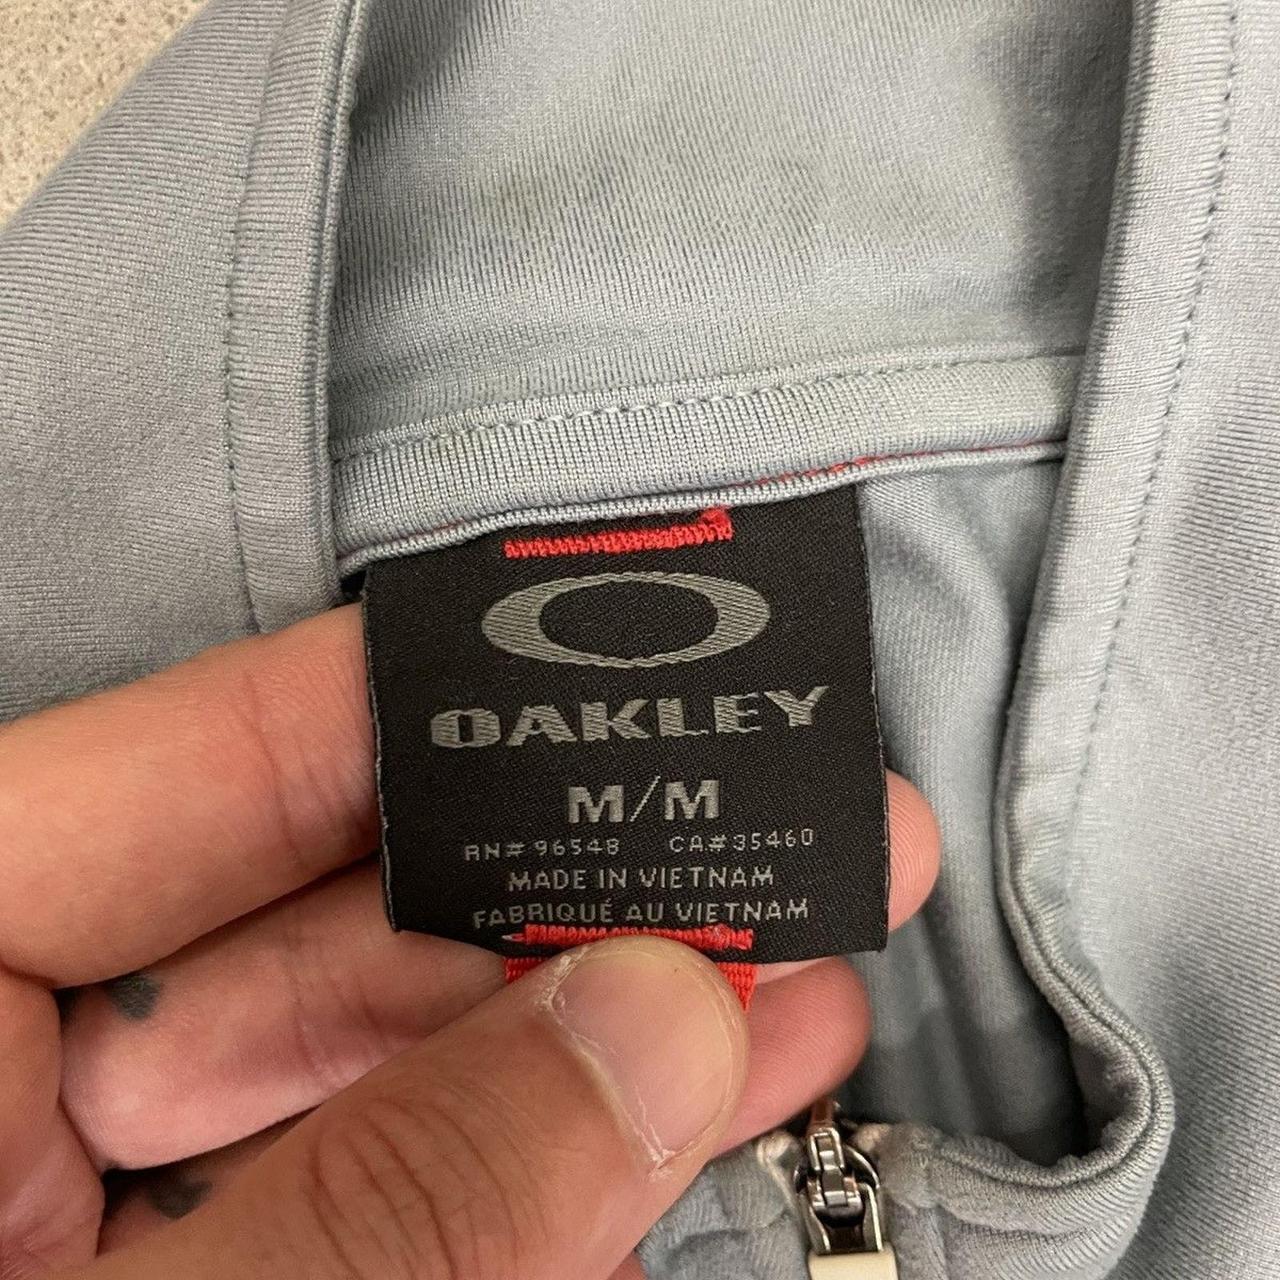 OAKLEY
M/M
RN# 96548 CA#35460
MADE IN VIETNAM
FABRIQUÉ AU VIETNAM